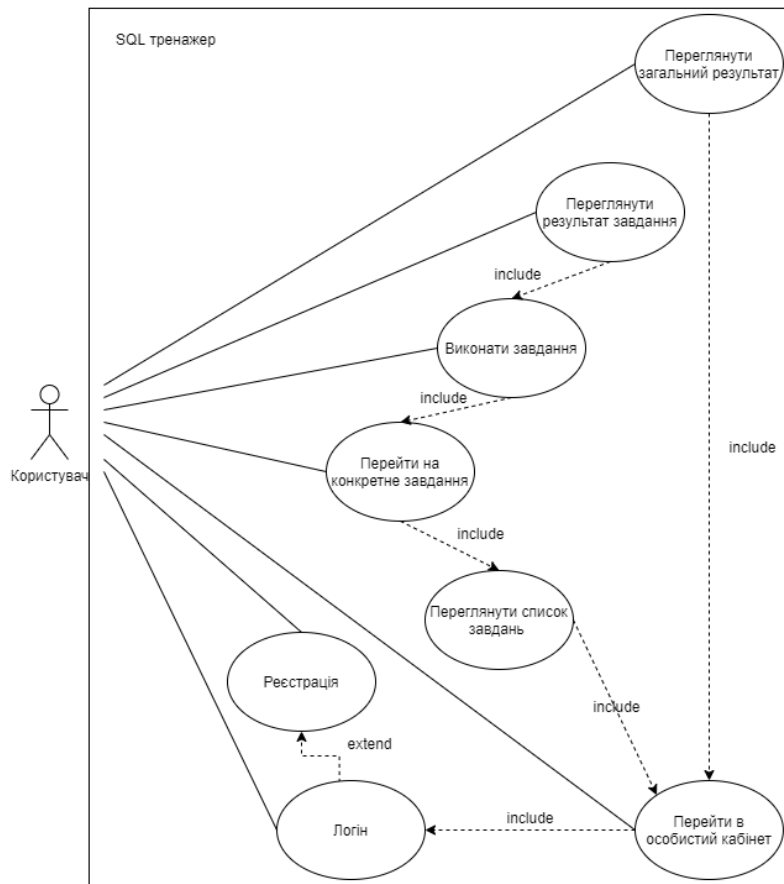 SQL тренажер
Переглянути
загальний результат
Переглянути
результат завдання
include
Виконати завдання
include
Користувач
Перейти на
конкретне завдання
include
include
Переглянути список
завдань
Реєстрація
include
extend
Логін
include
Перейти в
особистий кабінет